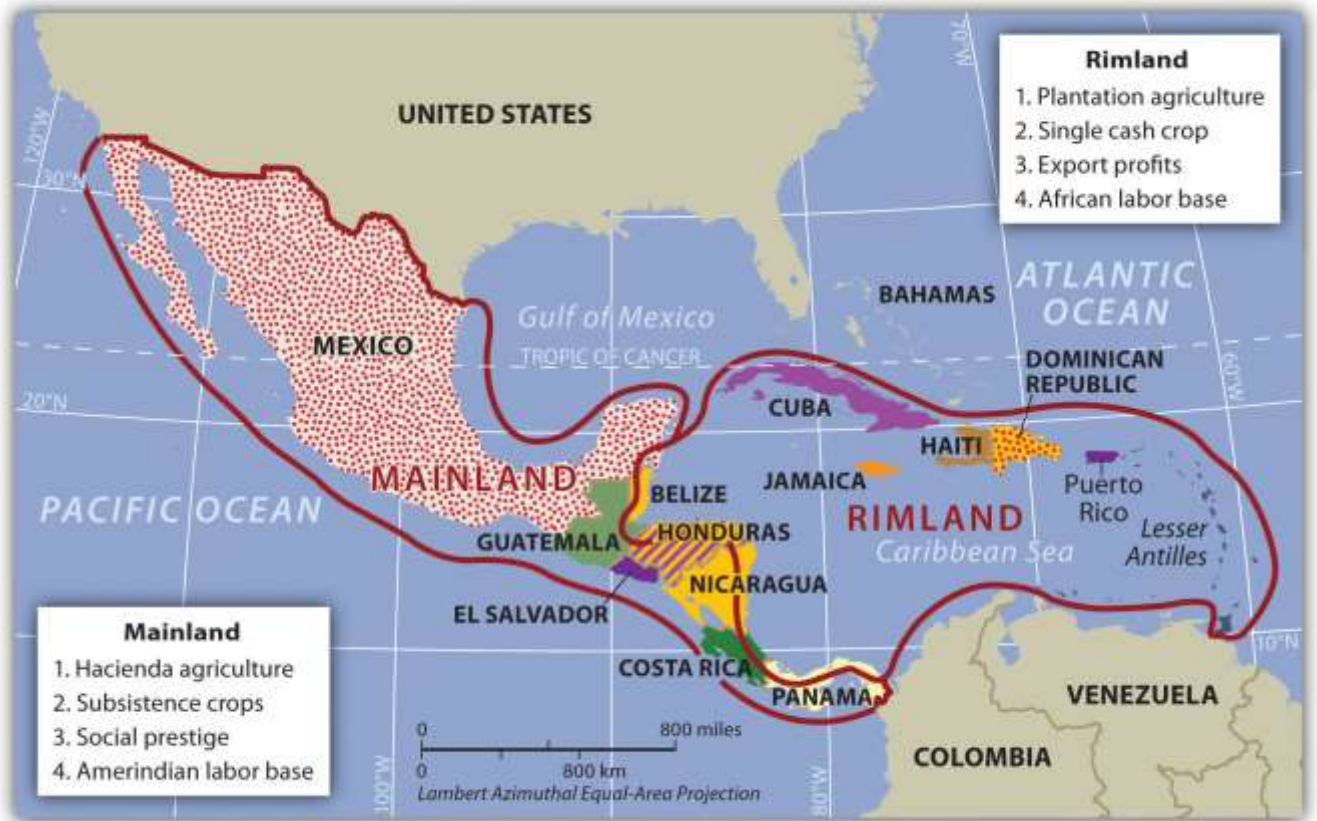 UNITED STATES
Rimland
1. Plantation agriculture
2. Single cash crop
3. Export profits
4. African labor base
70°W
120°W
30°N
ATLANTIC
OCEAN
BAHAMAS
Gulf of Mexico
TROPIC OF CANCER
MEXICO
DOMINICAN
REPUBLIC
60°W
20°N
CUBA
HAITI
JAMAICA
MAINLAND
BELIZE
Puerto
Rico
PACIFIC OCEAN
RIMLAND
Lesser
Antilles
HONDURAS
GUATEMALA
Caribbean Sea
NICARAGUA
EL SALVADOR
Mainland
1. Hacienda agriculture
2. Subsistence crops
3. Social prestige
4. Amerindian labor base
10°N
COSTA RICA
PANAMA
VENEZUELA
COLOMBIA
0
800 miles
0
800 km
Lambert Azimuthal Equal-Area Projection
100°W
80°W